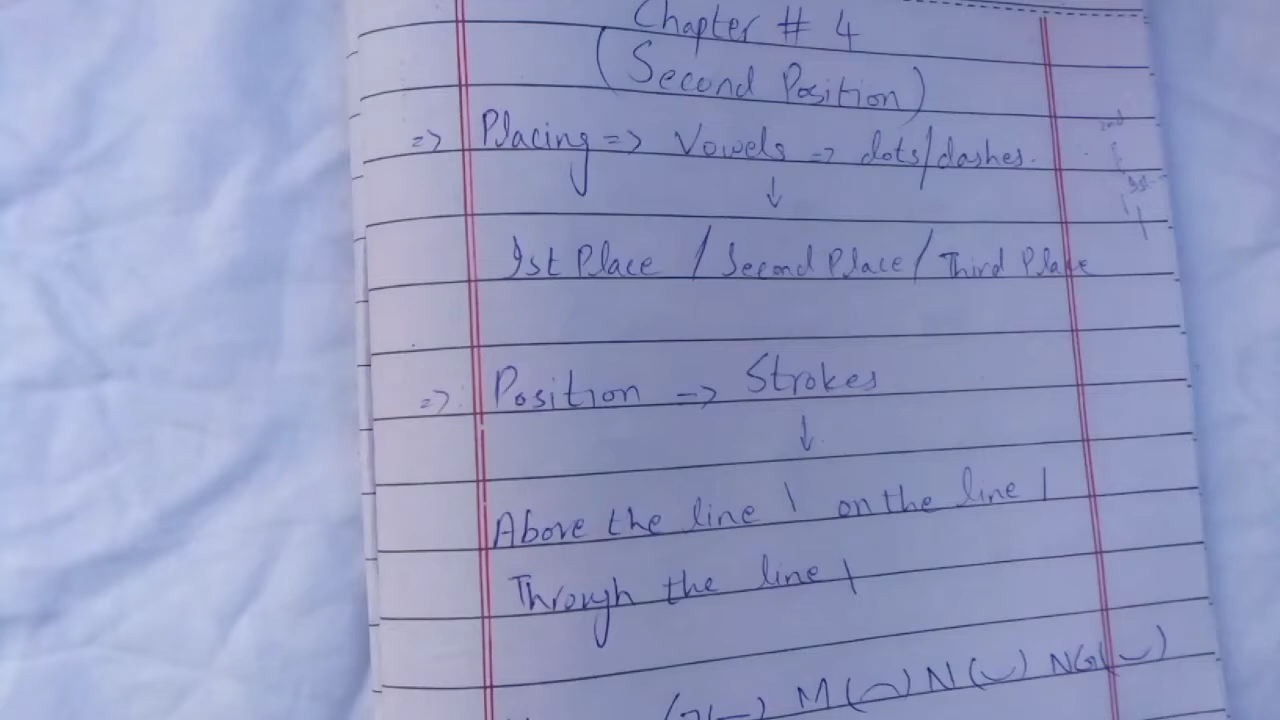 Chapter # 4
(Second Position)
=> Placing => Vowels -> dots/dashes.
↓
1st Place / Second Place / Third Place
=> Position -> Strokes
↓
Above the line \ on the line |
Through the line \
M (⌒) N (‿) NG (‿)